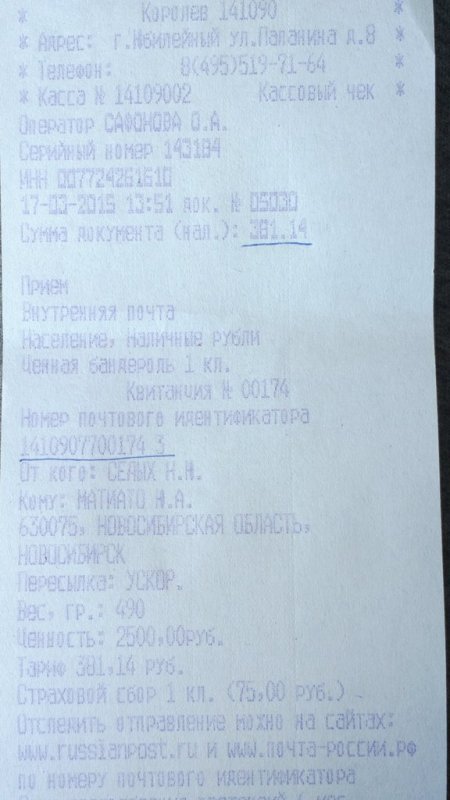 * Королев 141090 *
* Адрес: г.Юбилейный ул.Папанина д.8 *
* Телефон: 8(495)519-71-64 *
* Касса № 14109002 Кассовый чек *
Оператор САФОНОВА О.А.
Серийный номер 143184
ИНН 007724261610
17-03-2015 13:51 док. № 05030
Сумма документа (нал.): 381.14
Прием
Внутренняя почта
Население, Наличные рубли
Ценная бандероль 1 кл.
Квитанция № 00174
Номер почтового идентификатора
1410907700174 3
От кого: СЕЛЫХ Н.Н.
Кому: МАТИАТО Н.А.
630075, НОВОСИБИРСКАЯ ОБЛАСТЬ,
НОВОСИБИРСК
Пересылка: УСКОР.
Вес, гр.: 490
Ценность: 2500,00руб.
Тариф 381,14 руб.
Страховой сбор 1 кл. (75,00 руб.)
Отследить отправление можно на сайтах:
www.russianpost.ru и www.почта-россии.рф
по номеру почтового идентификатора